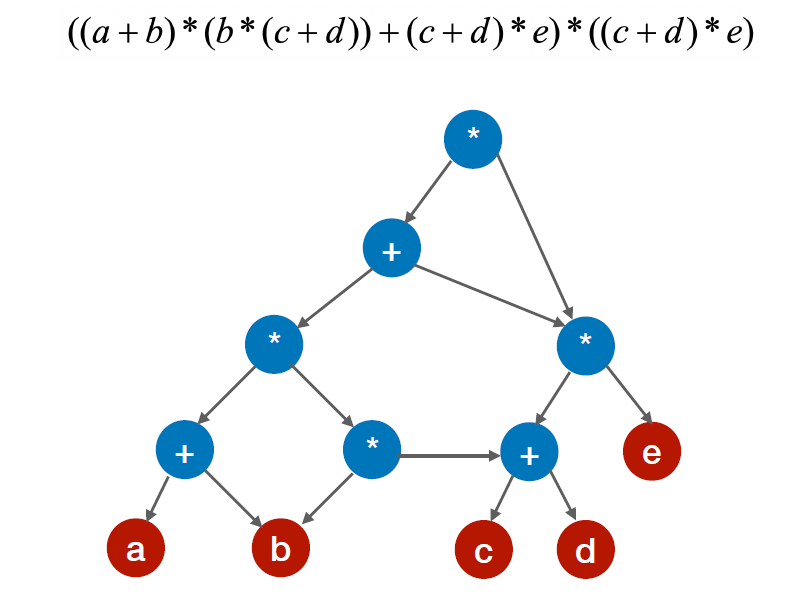 ((a+b)*(b*(c+d))+(c+d)*e)*((c+d)*e)
*
+
*
*
+
*
+
e
a
b
c
d